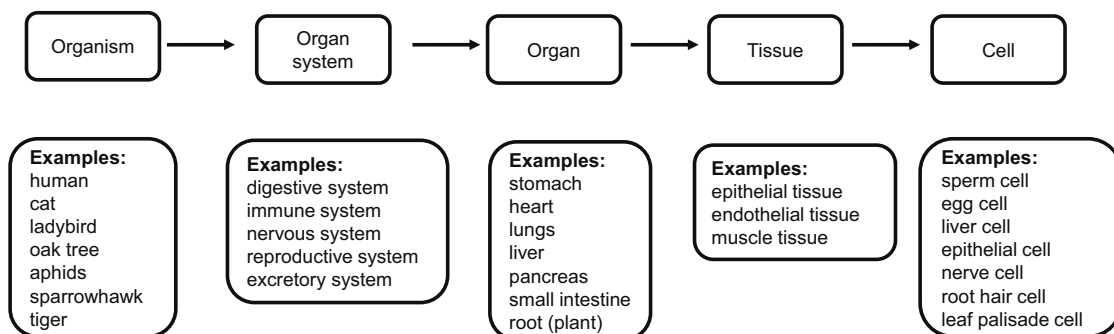 Organism
Organ
system
Organ
Tissue
Cell
Examples:
human
cat
ladybird
oak tree
aphids
sparrowhawk
tiger
Examples:
digestive system
immune system
nervous system
reproductive system
excretory system
Examples:
stomach
heart
lungs
liver
pancreas
small intestine
root (plant)
Examples:
epithelial tissue
endothelial tissue
muscle tissue
Examples:
sperm cell
egg cell
liver cell
epithelial cell
nerve cell
root hair cell
leaf palisade cell